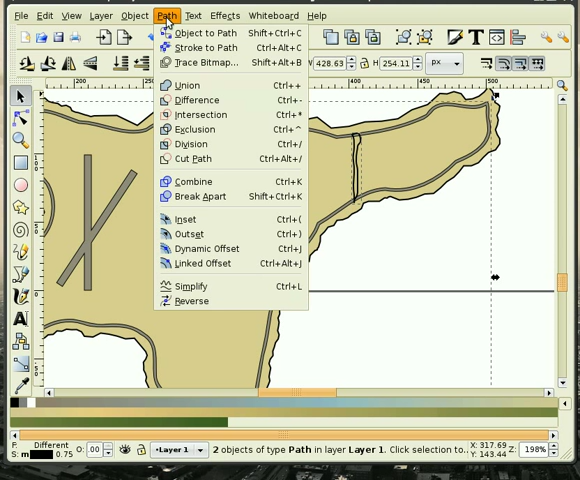 File Edit View Layer Object Path Text Effects Whiteboard Help
Object to Path Shift+Ctrl+C
Stroke to Path Ctrl+Alt+C
Trace Bitmap... Shift+Alt+B
W 428.63 H 254.11 px
200 400 500
Union Ctrl++
Difference Ctrl+-
Intersection Ctrl+*
Exclusion Ctrl+^
Division Ctrl+/
Cut Path Ctrl+Alt+/
Combine Ctrl+K
Break Apart Shift+Ctrl+K
Inset Ctrl+(
Outset Ctrl+)
Dynamic Offset Ctrl+J
Linked Offset Ctrl+Alt+J
Simplify Ctrl+L
Reverse
F: Different
S: m 0.75
O: .00
•Layer 1
2 objects of type Path in layer Layer 1. Click selection to..
X: 317.69
Y: 143.44
Z: 198%